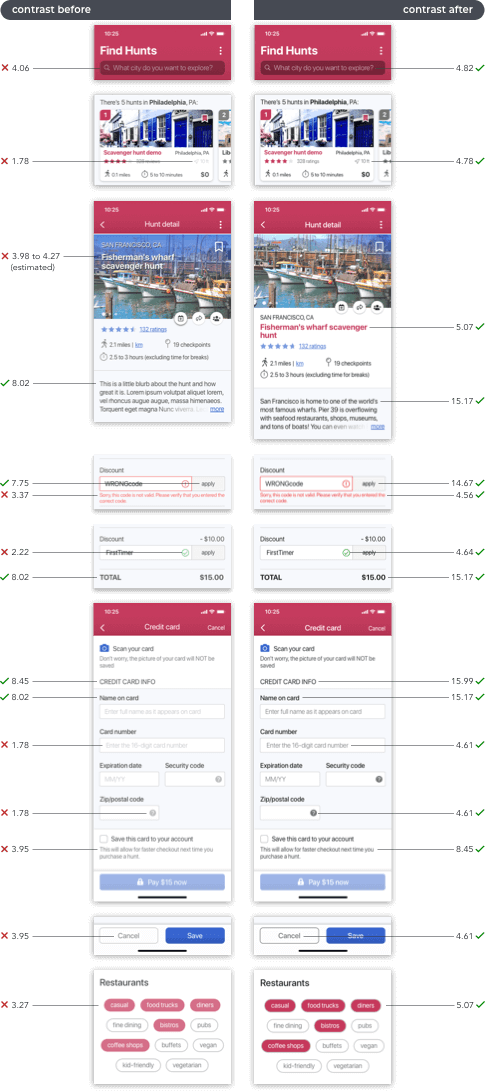 contrast before
contrast after
10:25
Find Hunts
What city do you want to explore?
4.06
10:25
Find Hunts
What city do you want to explore?
4.82
There's 5 hunts in Philadelphia, PA:
1
2
Scavenger hunt demo
Philadelphia, PA
Lib
328 reviews
10 ft
0.1 miles
5 to 10 minutes
$0
1.78
There's 5 hunts in Philadelphia, PA:
1
2
Scavenger hunt demo
Philadelphia, PA
Lib
328 ratings
10 ft
0.1 miles
5 to 10 minutes
$0
4.78
10:25
Hunt detail
SAN FRANCISCO, CA
Fisherman's wharf
scavenger hunt
3.98 to 4.27
(estimated)
132 ratings
2.1 miles | km
19 checkpoints
2.5 to 3 hours (excluding time for breaks)
8.02
This is a little blurb about the hunt and how
great it is. Lorem ipsum volutpat aliquet lorem,
vel rhoncus augue augue, massa himenaeos.
Torquent eget magna Nunc viverra.
more
10:25
Hunt detail
SAN FRANCISCO, CA
Fisherman's wharf scavenger
hunt
5.07
132 ratings
2.1 miles | km
19 checkpoints
2.5 to 3 hours (excluding time for breaks)
San Francisco is home to one of the world's
most famous wharfs. Pier 39 is overflowing
with seafood restaurants, shops, museums,
and tons of boats! You can even
more
15.17
Discount
7.75
WRONGcode
apply
3.37
Sorry, this code is not valid. Please verify that you entered the
correct code.
Discount
WRONGcode
apply
14.67
Sorry, this code is not valid. Please verify that you entered the
correct code.
4.56
Discount
- $10.00
2.22
FirstTimer
apply
8.02
TOTAL
$15.00
Discount
- $10.00
FirstTimer
apply
4.64
TOTAL
$15.00
15.17
10:25
Credit card
Cancel
Scan your card
Don't worry, the picture of your card will NOT be
saved
8.45
CREDIT CARD INFO
8.02
Name on card
Enter full name as it appears on card
Card number
1.78
Enter the 16-digit card number
Expiration date
Security code
MM/YY
Zip/postal code
1.78
Save this card to your account
3.95
This will allow for faster checkout next time you
purchase a hunt.
Pay $15 now
10:25
Credit card
Cancel
Scan your card
Don't worry, the picture of your card will NOT be
saved
CREDIT CARD INFO
15.99
Name on card
15.17
Enter full name as it appears on card
Card number
Enter the 16-digit card number
4.61
Expiration date
Security code
MM/YY
Zip/postal code
4.61
Save this card to your account
This will allow for faster checkout next time you
purchase a hunt.
8.45
Pay $15 now
3.95
Cancel
Save
Cancel
Save
4.61
Restaurants
3.27
casual
food trucks
diners
fine dining
bistros
pubs
coffee shops
buffets
vegan
kid-friendly
vegetarian
Restaurants
casual
food trucks
diners
5.07
fine dining
bistros
pubs
coffee shops
buffets
vegan
kid-friendly
vegetarian